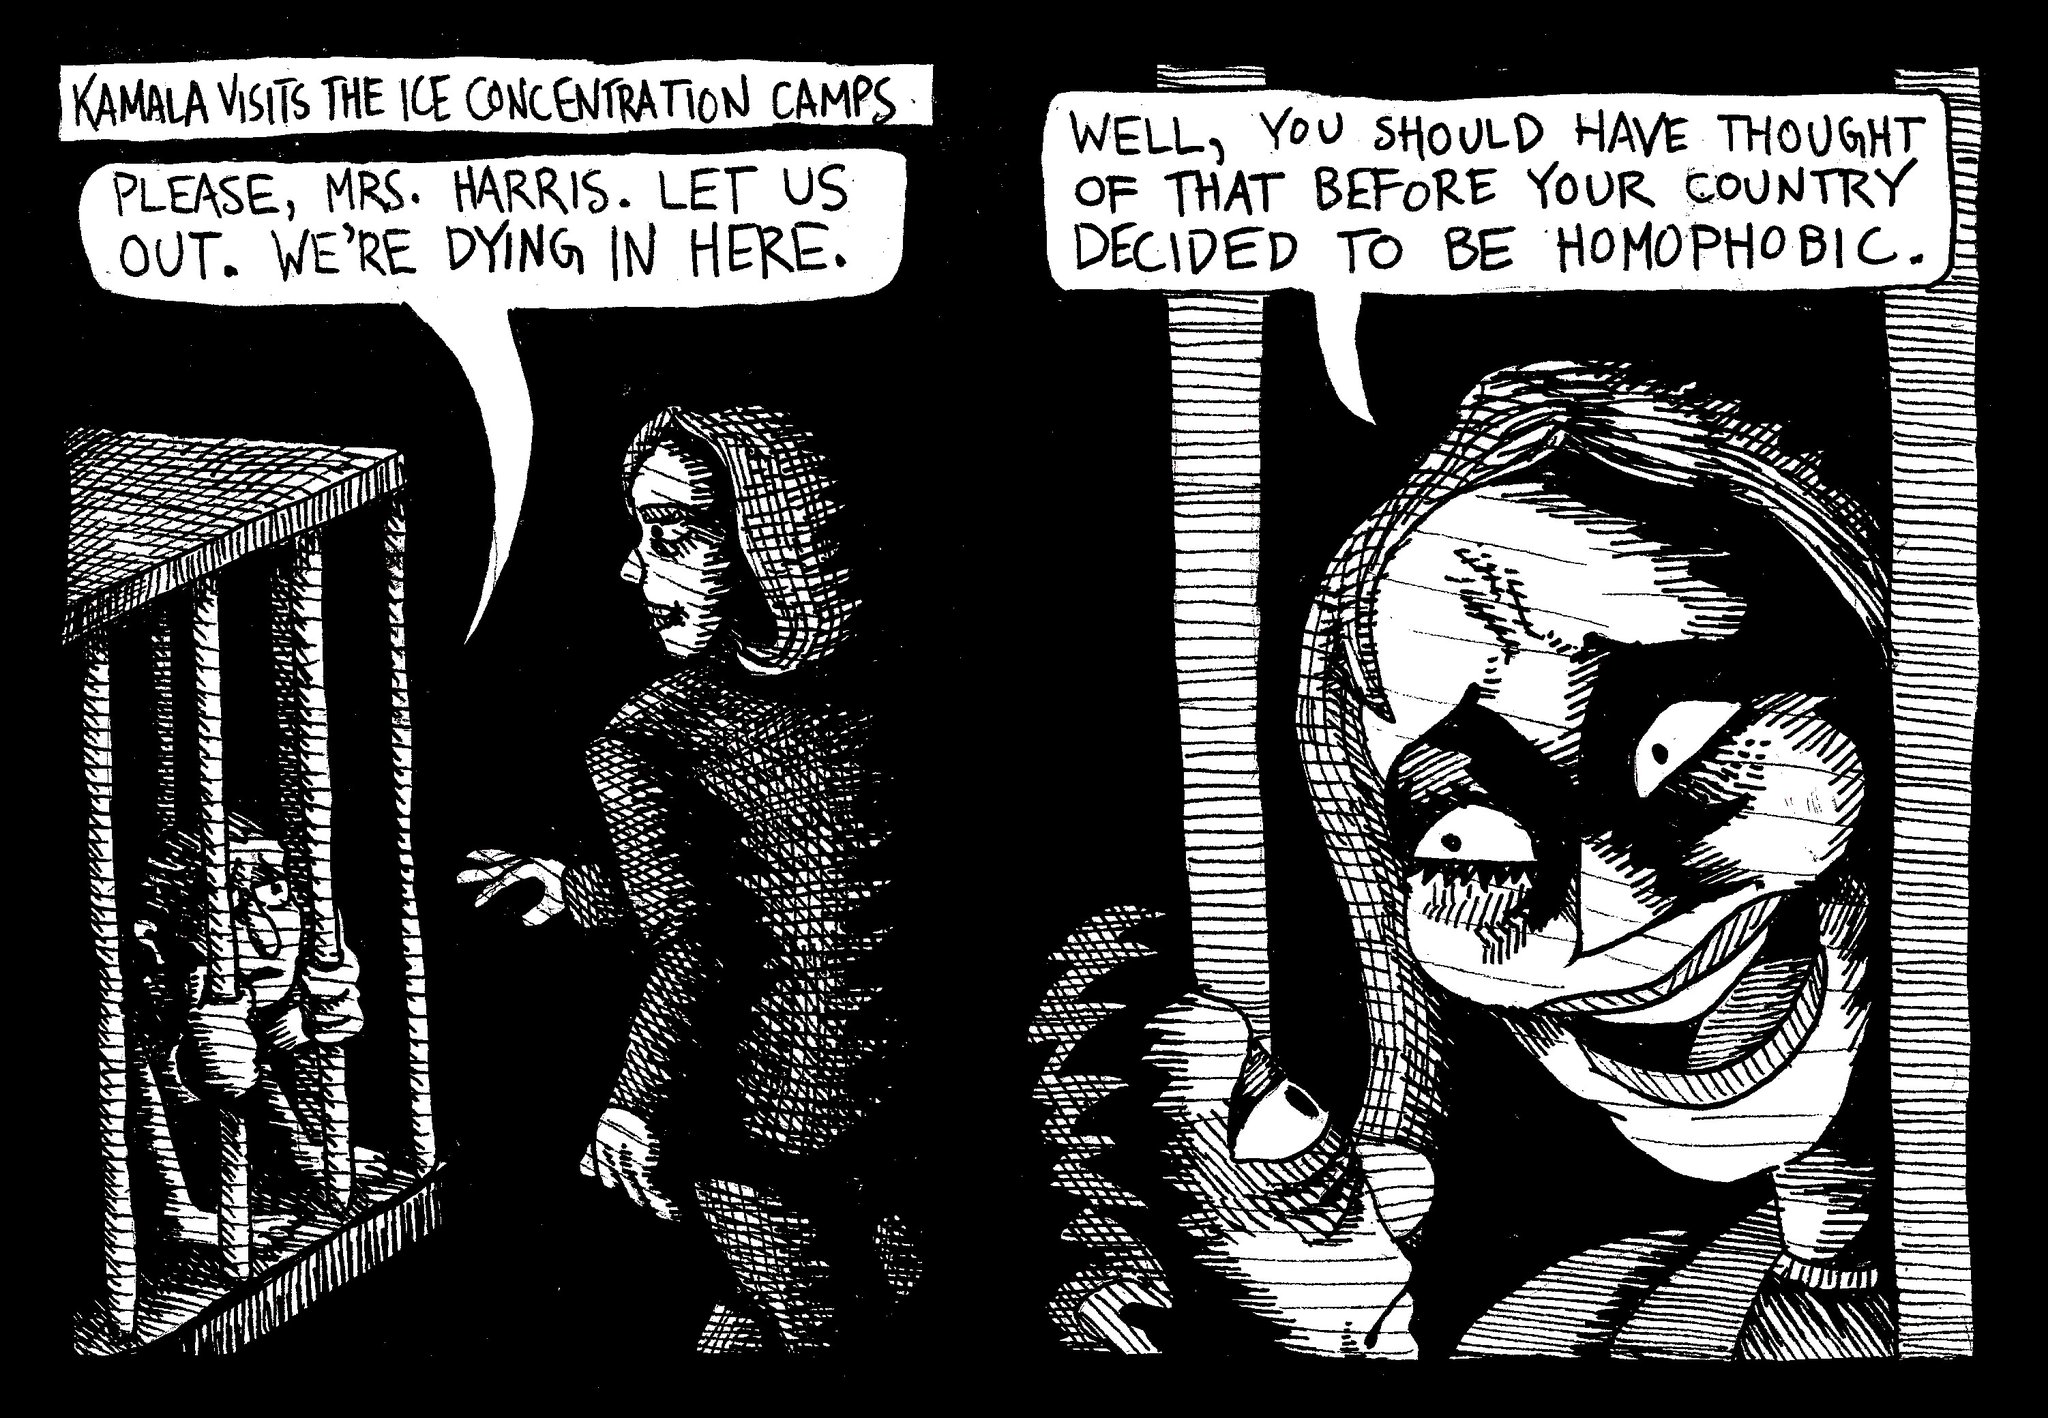 KAMALA VISITS THE ICE CONCENTRATION CAMPS.
PLEASE, MRS. HARRIS. LET US
OUT. WE'RE DYING IN HERE.
WELL, YOU SHOULD HAVE THOUGHT
OF THAT BEFORE YOUR COUNTRY
DECIDED TO BE HOMOPHOBIC.